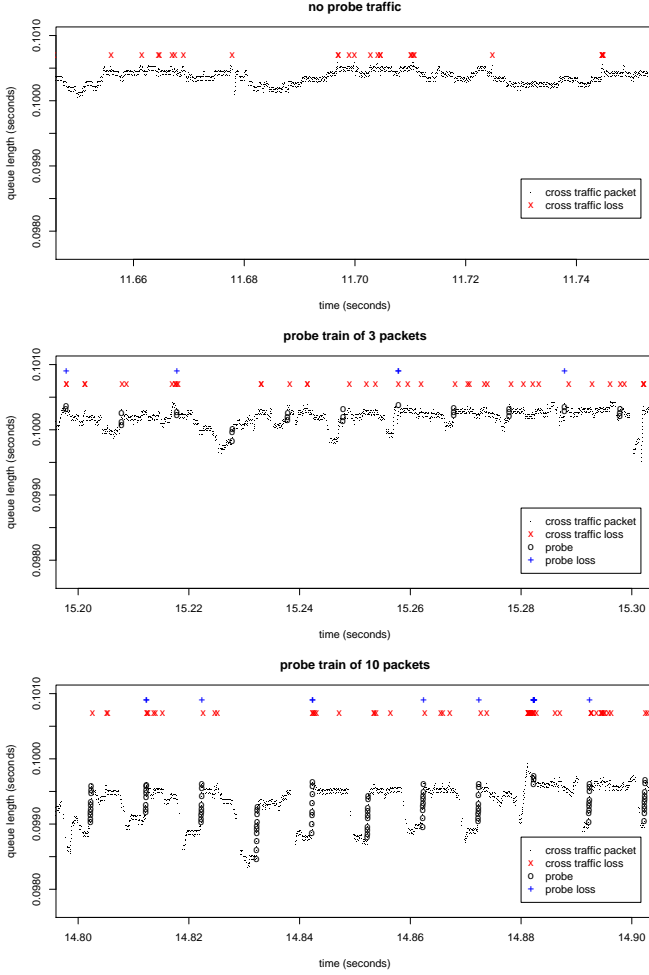 no probe traffic
0.1010
0.1000
0.0990
0.0980
queue length (seconds)
cross traffic packet
x cross traffic loss
11.66
11.68
11.70
11.72
11.74
time (seconds)
probe train of 3 packets
0.1010
0.1000
0.0990
0.0980
queue length (seconds)
cross traffic packet
x cross traffic loss
o probe
+ probe loss
15.20
15.22
15.24
15.26
15.28
15.30
time (seconds)
probe train of 10 packets
0.1010
0.1000
0.0990
0.0980
queue length (seconds)
cross traffic packet
x cross traffic loss
o probe
+ probe loss
14.80
14.82
14.84
14.86
14.88
14.90
time (seconds)